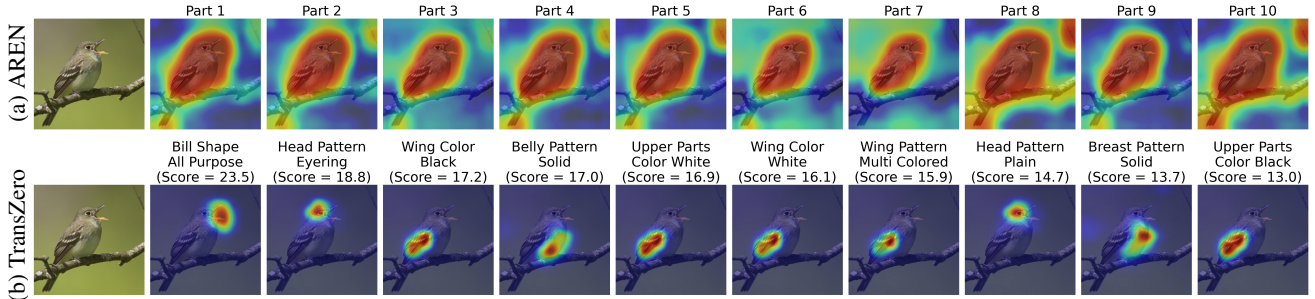 (a) AREN
Part 1
Part 2
Part 3
Part 4
Part 5
Part 6
Part 7
Part 8
Part 9
Part 10
(b) TransZero
Bill Shape
All Purpose
(Score = 23.5)
Head Pattern
Eyering
(Score = 18.8)
Wing Color
Black
(Score = 17.2)
Belly Pattern
Solid
(Score = 17.0)
Upper Parts
Color White
(Score = 16.9)
Wing Color
White
(Score = 16.1)
Wing Pattern
Multi Colored
(Score = 15.9)
Head Pattern
Plain
(Score = 14.7)
Breast Pattern
Solid
(Score = 13.7)
Upper Parts
Color Black
(Score = 13.0)